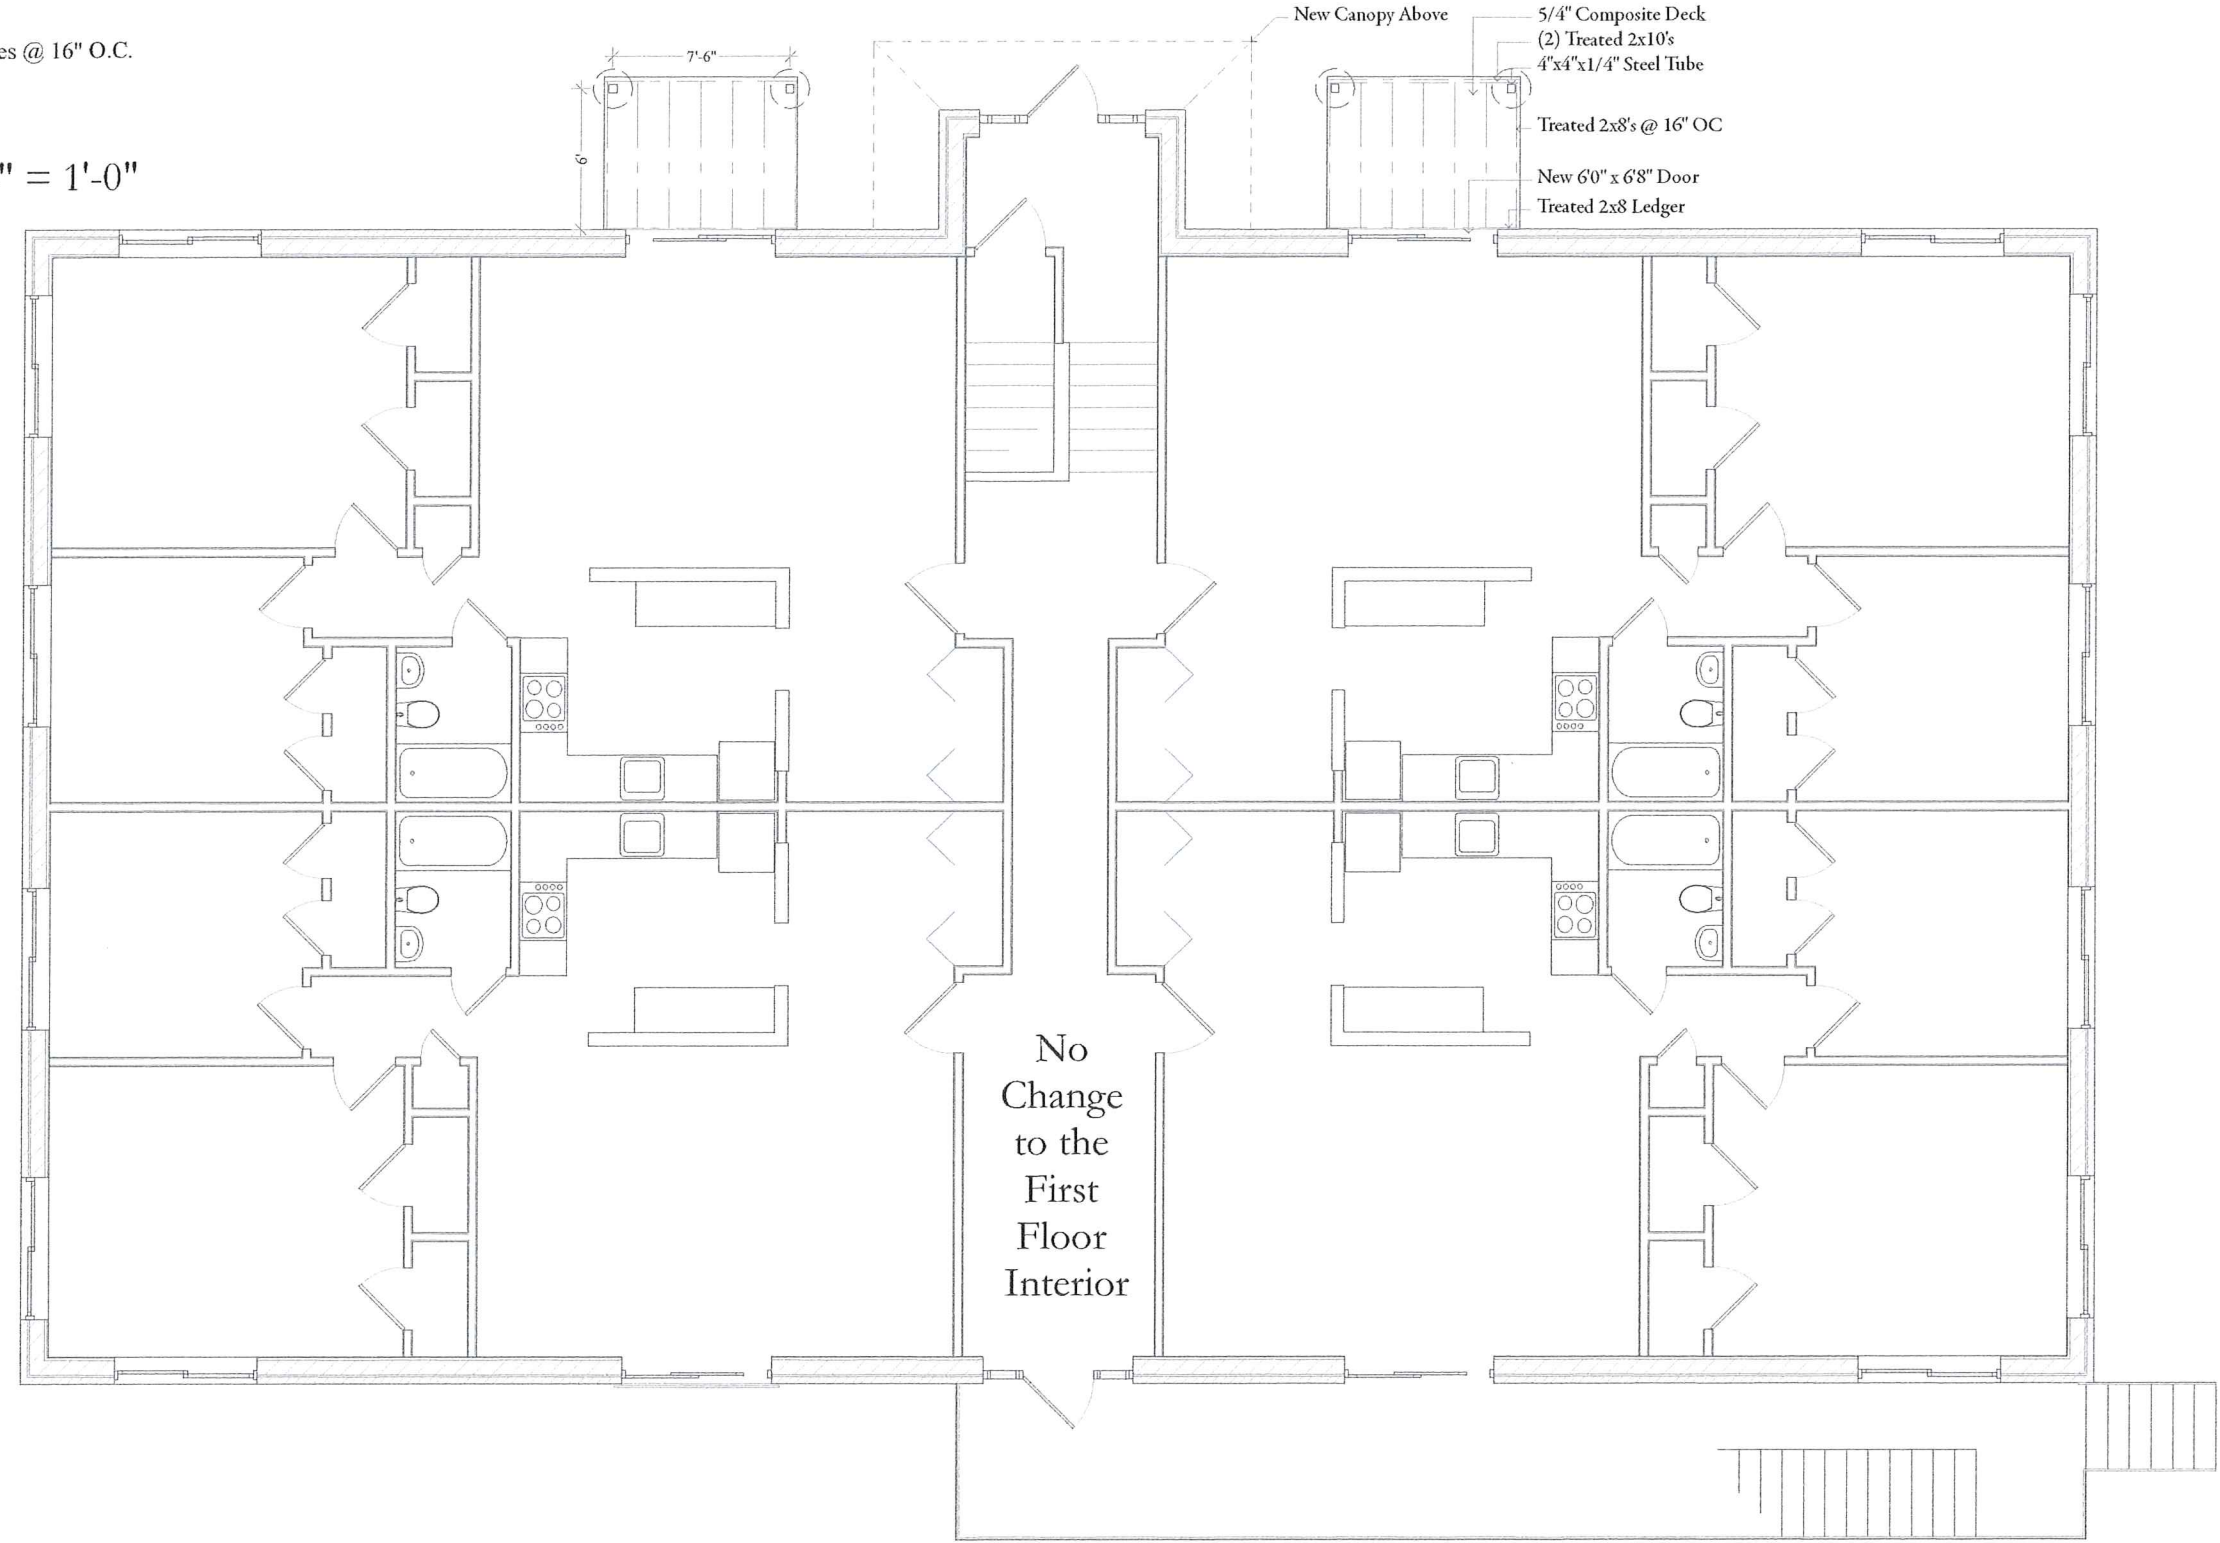 es @ 16" O.C.
" = 1'-0"
7'-6"
6'
New Canopy Above
5/4" Composite Deck
(2) Treated 2x10's
4"x4"x1/4" Steel Tube
Treated 2x8's @ 16" OC
New 6'0" x 6'8" Door
Treated 2x8 Ledger
No
Change
to the
First
Floor
Interior